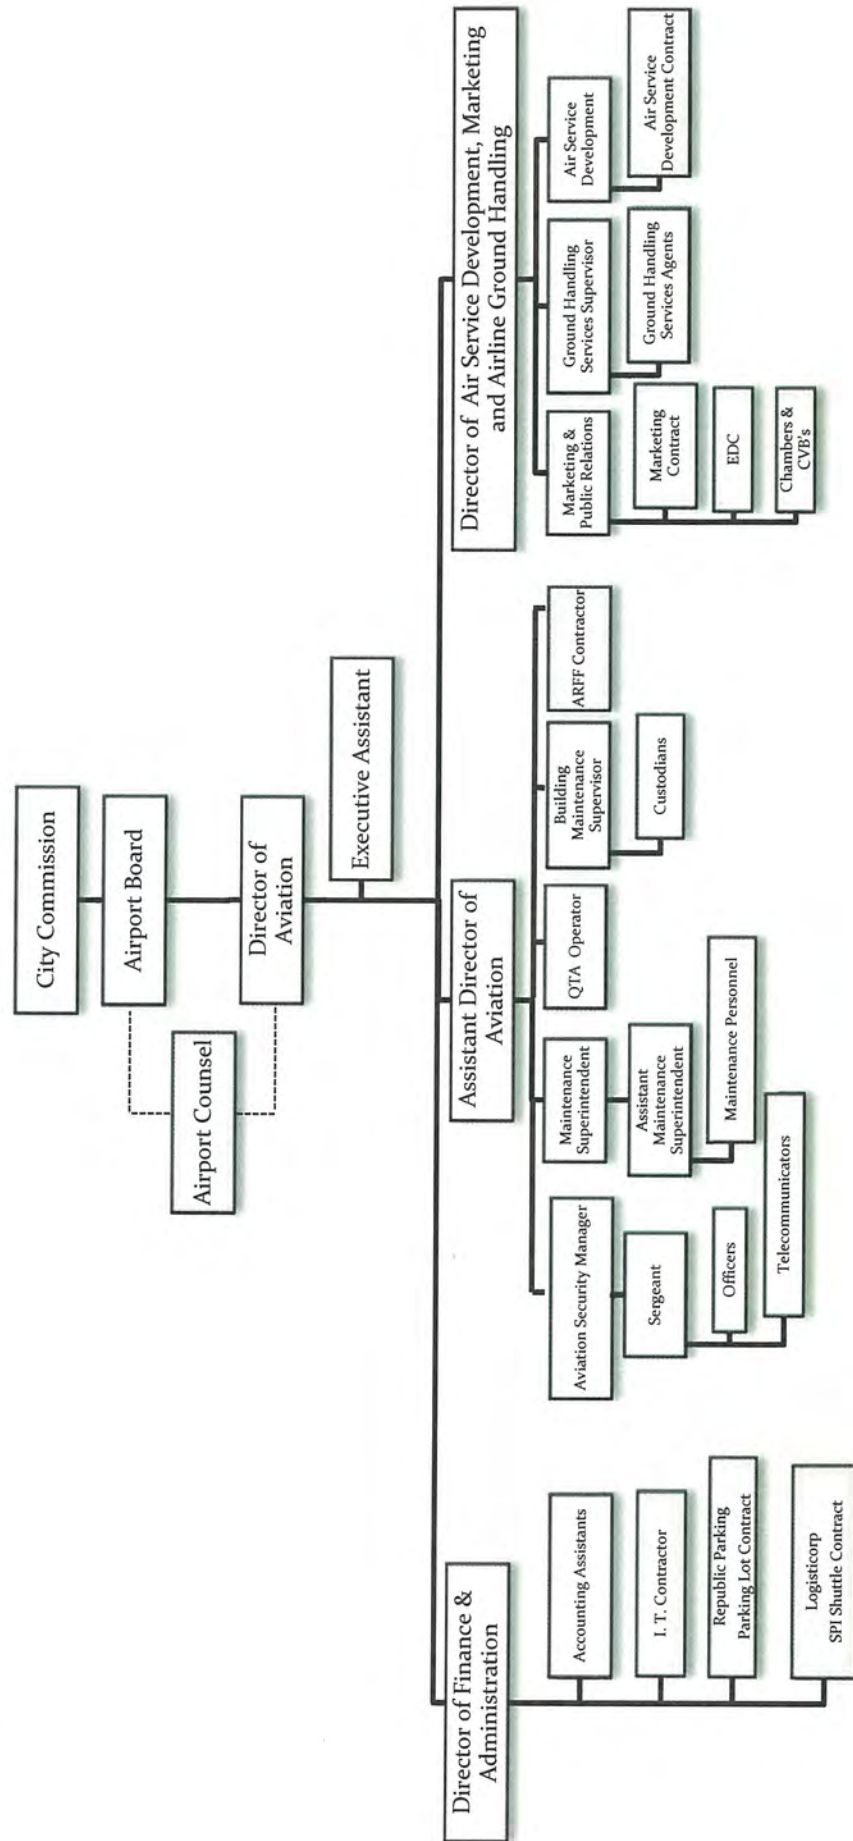 City Commission
Airport Board
Airport Counsel
Director of
Aviation
Executive Assistant
Director of Finance &
Administration
Accounting Assistants
I. T. Contractor
Republic Parking
Parking Lot Contract
Logisticorp
SPI Shuttle Contract
Assistant Director of
Aviation
Aviation Security Manager
Sergeant
Officers
Telecommunicators
Maintenance
Superintendent
Assistant
Maintenance
Superintendent
Maintenance Personnel
QTA Operator
Building
Maintenance
Supervisor
Custodians
ARFF Contractor
Director of Air Service Development, Marketing
and Airline Ground Handling
Marketing &
Public Relations
Marketing
Contract
EDC
Chambers &
CVB's
Ground Handling
Services Supervisor
Ground Handling
Services Agents
Air Service
Development
Air Service
Development Contract